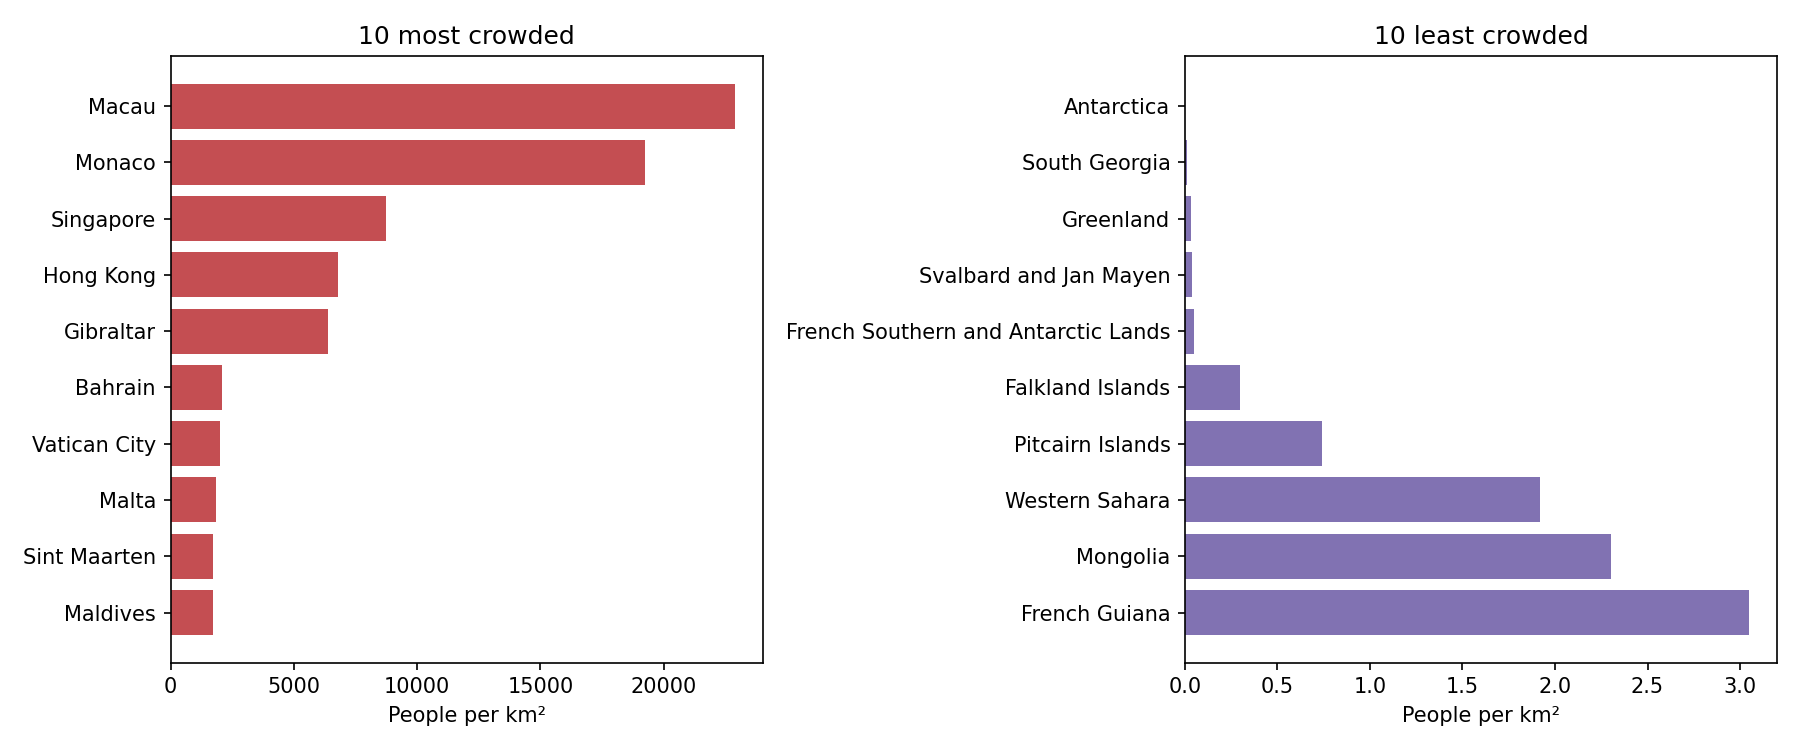 10 most crowded
Macau
Monaco
Singapore
Hong Kong
Gibraltar
Bahrain
Vatican City
Malta
Sint Maarten
Maldives
0 5000 10000 15000 20000
People per km²
10 least crowded
Antarctica
South Georgia
Greenland
Svalbard and Jan Mayen
French Southern and Antarctic Lands
Falkland Islands
Pitcairn Islands
Western Sahara
Mongolia
French Guiana
0.0 0.5 1.0 1.5 2.0 2.5 3.0
People per km²